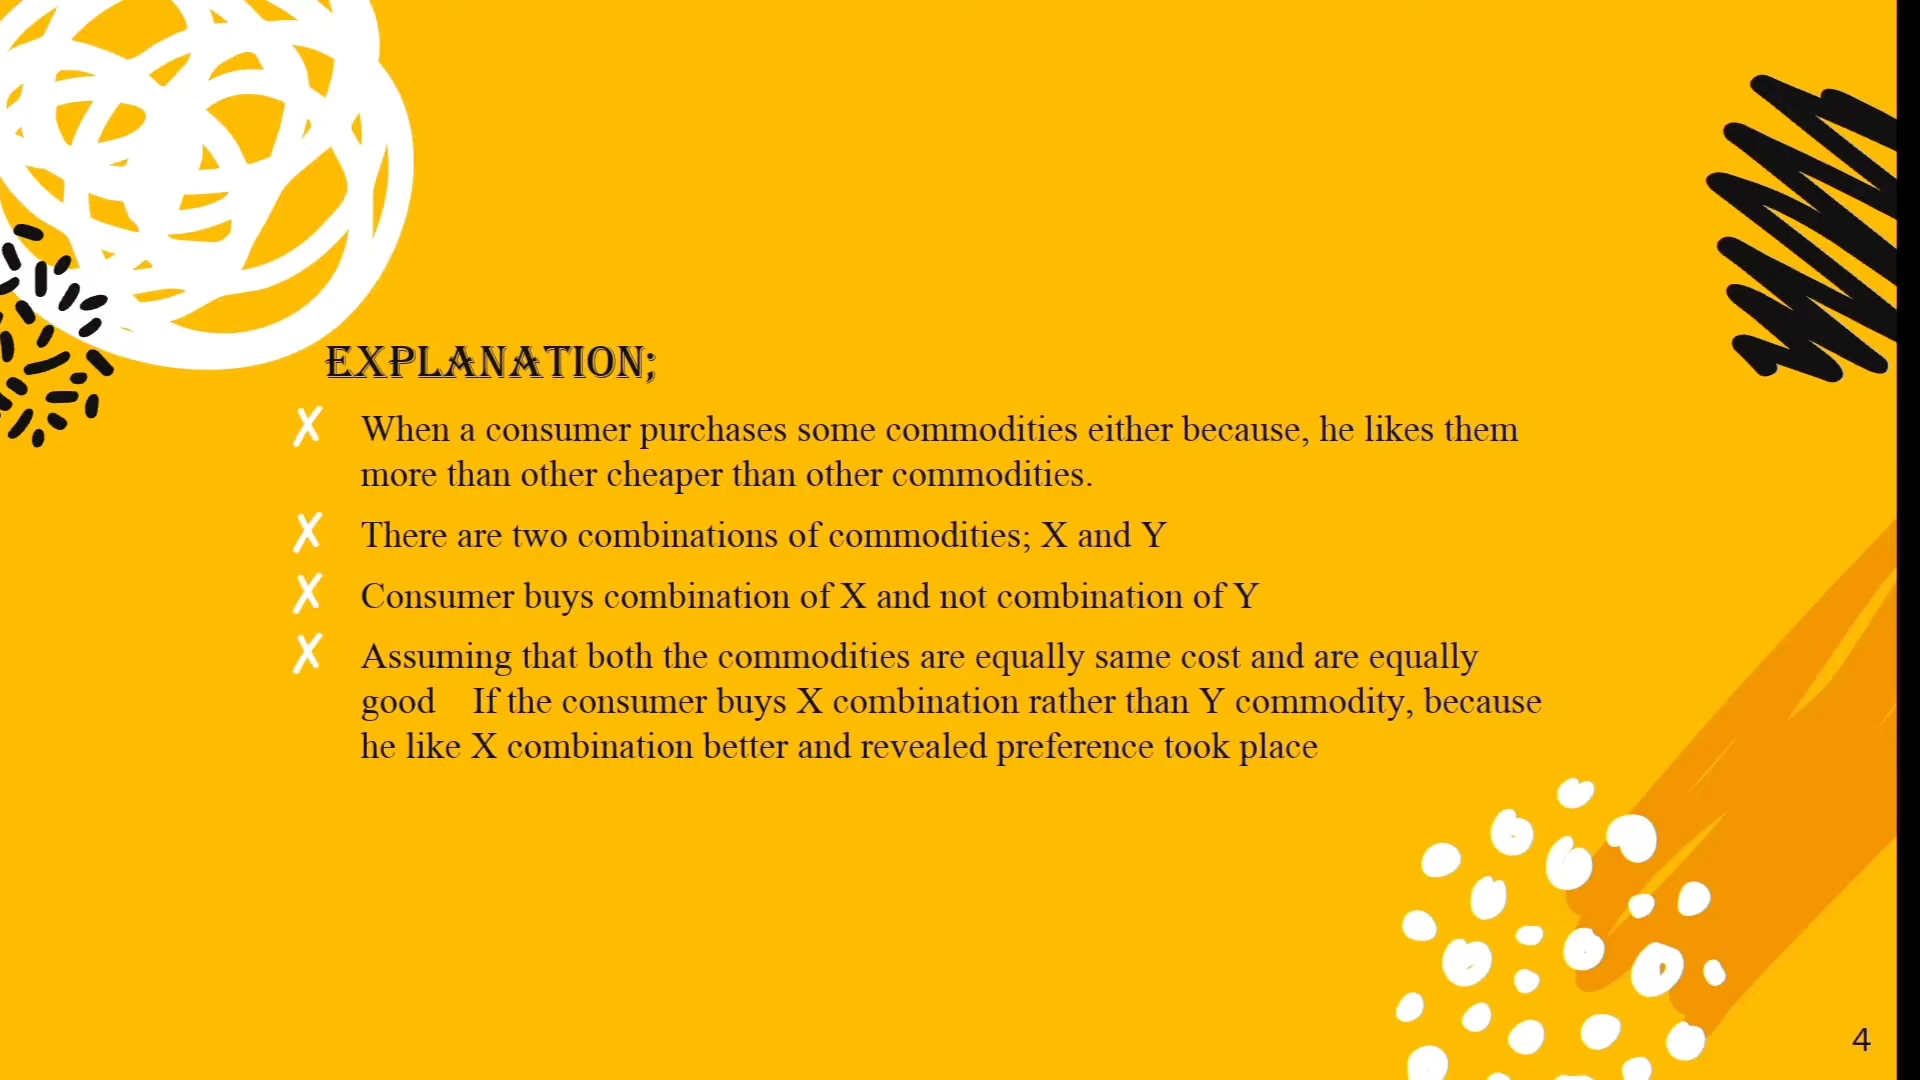 EXPLANATION;
✗ When a consumer purchases some commodities either because, he likes them
more than other cheaper than other commodities.
✗ There are two combinations of commodities; X and Y
✗ Consumer buys combination of X and not combination of Y
✗ Assuming that both the commodities are equally same cost and are equally
good    If the consumer buys X combination rather than Y commodity, because
he like X combination better and revealed preference took place
4